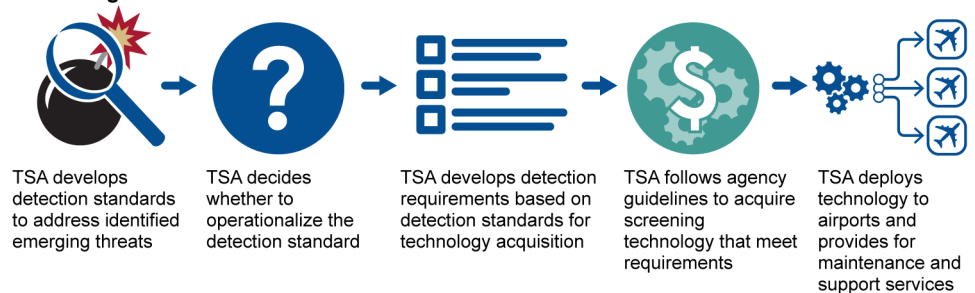 TSA develops
detection standards
to address identified
emerging threats
TSA decides
whether to
operationalize the
detection standard
TSA develops detection
requirements based on
detection standards for
technology acquisition
TSA follows agency
guidelines to acquire
screening
technology that meet
requirements
TSA deploys
technology to
airports and
provides for
maintenance and
support services